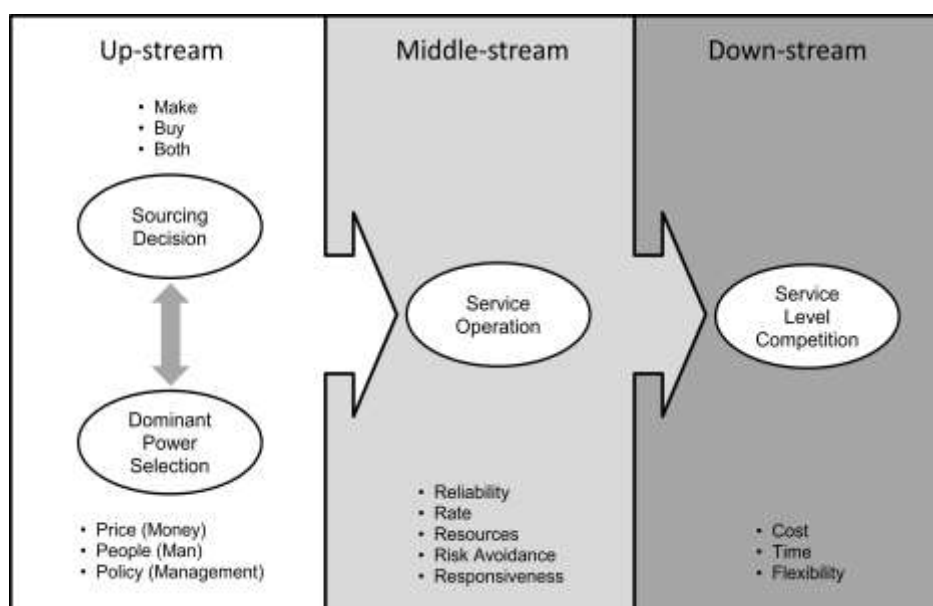 Up-stream
• Make
• Buy
• Both
Sourcing
Decision
Dominant
Power
Selection
• Price (Money)
• People (Man)
• Policy (Management)
Middle-stream
Service
Operation
• Reliability
• Rate
• Resources
• Risk Avoidance
• Responsiveness
Down-stream
Service
Level
Competition
• Cost
• Time
• Flexibility